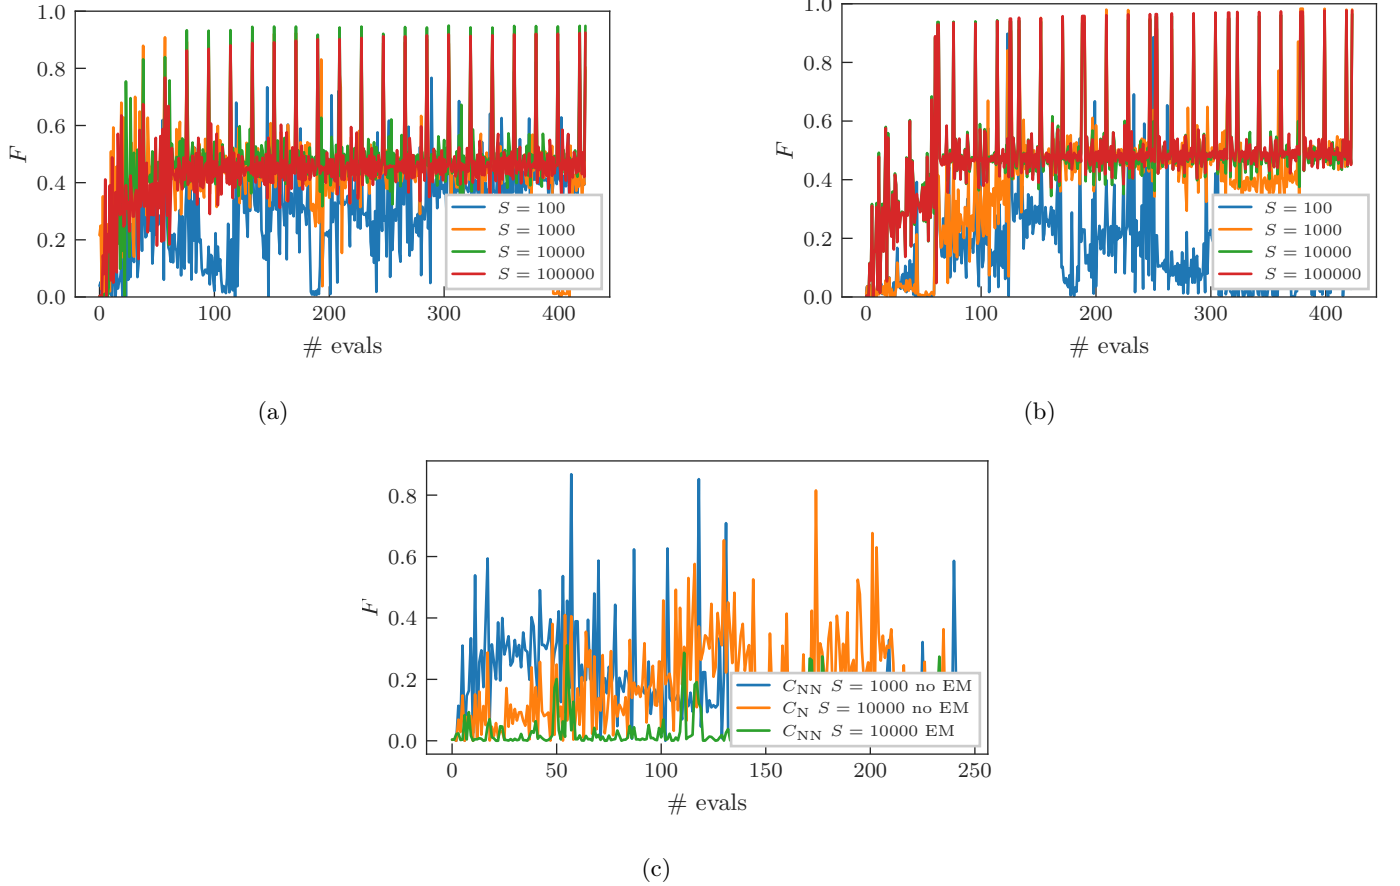 1.0
0.8
0.6
0.4
0.2
0.0
F
0 100 200 300 400
# evals
S = 100
S = 1000
S = 10000
S = 100000
(a)
1.0
0.8
0.6
0.4
0.2
0.0
F
0 100 200 300 400
# evals
S = 100
S = 1000
S = 10000
S = 100000
(b)
0.8
0.6
0.4
0.2
0.0
F
0 50 100 150 200 250
# evals
C_NN S = 1000 no EM
C_N S = 10000 no EM
C_NN S = 10000 EM
(c)